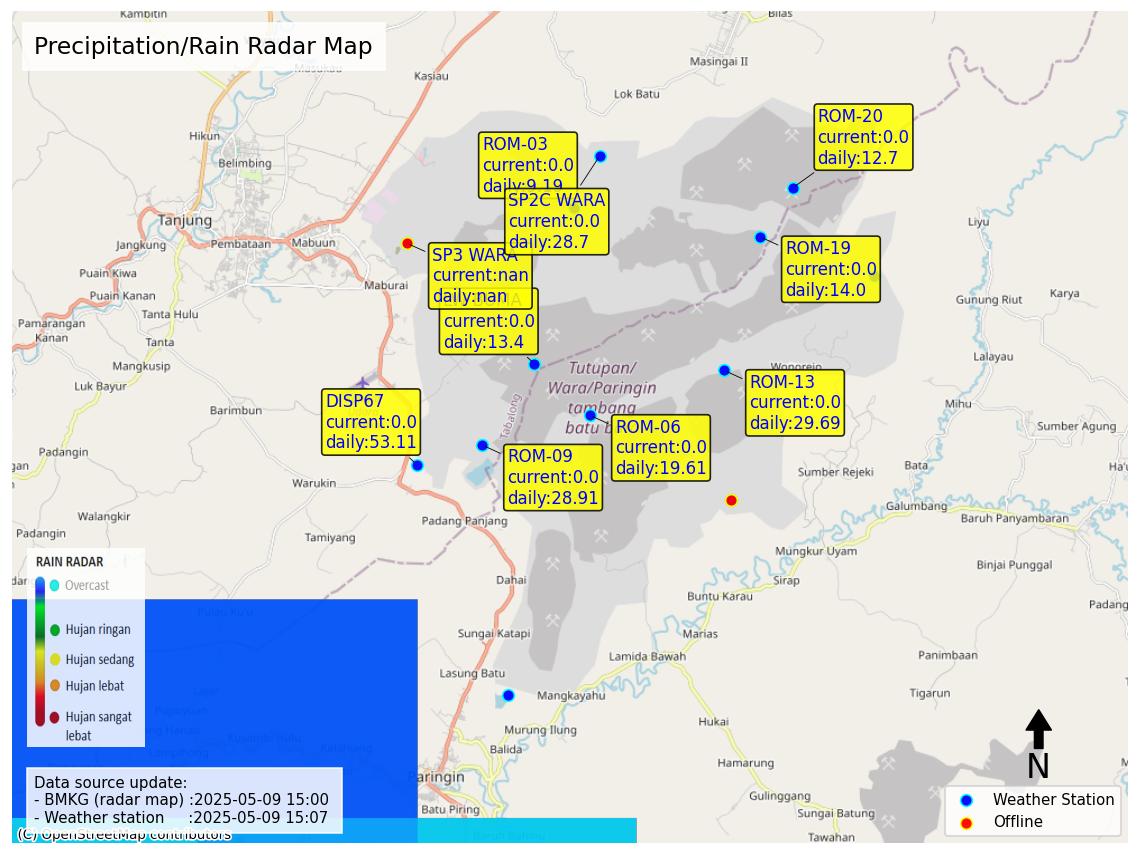 Precipitation/Rain Radar Map
Kambitin
Bilas
Masukau
Kasiau
Masingai II
Lok Batu
Hikun
Belimbing
Tanjung
Jangkung
Pembataan
Mabuun
Maburai
Puain Kiwa
Puain Kanan
Tanta Hulu
Pamarangan
Kanan
Tanta
Mangkusip
Luk Bayur
Barimbun
Padangin
Warukin
Walangkir
Padangin
Tamiyang
Padang Panjang
Dahai
Sungai Katapi
Lasung Batu
Mangkayahu
Murung Ilung
Balida
Paringin
Batu Piring
ROM-03
current:0.0
daily:9.19
SP2C WARA
current:0.0
daily:28.7
SP3 WARA
current:nan
daily:nan
current:0.0
daily:13.4
ROM-20
current:0.0
daily:12.7
ROM-19
current:0.0
daily:14.0
ROM-13
current:0.0
daily:29.69
ROM-06
current:0.0
daily:19.61
ROM-09
current:0.0
daily:28.91
DISP67
current:0.0
daily:53.11
Tutupan/
Wara/Paringin
tambang
batu
Tabalong
Wonorejo
Liyu
Gunung Riut
Karya
Lalayau
Mihu
Sumber Agung
Bata
Sumber Rejeki
Galumbang
Baruh Panyambaran
Mungkur Uyam
Binjai Punggal
Sirap
Buntu Karau
Padang
Marias
Lamida Bawah
Panimbaan
Tigarun
Hukai
Hamarung
Gulinggang
Sungai Batung
Tawahan
RAIN RADAR
Overcast
Hujan ringan
Hujan sedang
Hujan lebat
Hujan sangat
lebat
Data source update:
- BMKG (radar map) :2025-05-09 15:00
- Weather station :2025-05-09 15:07
(C) OpenStreetMap contributors
N
Weather Station
Offline